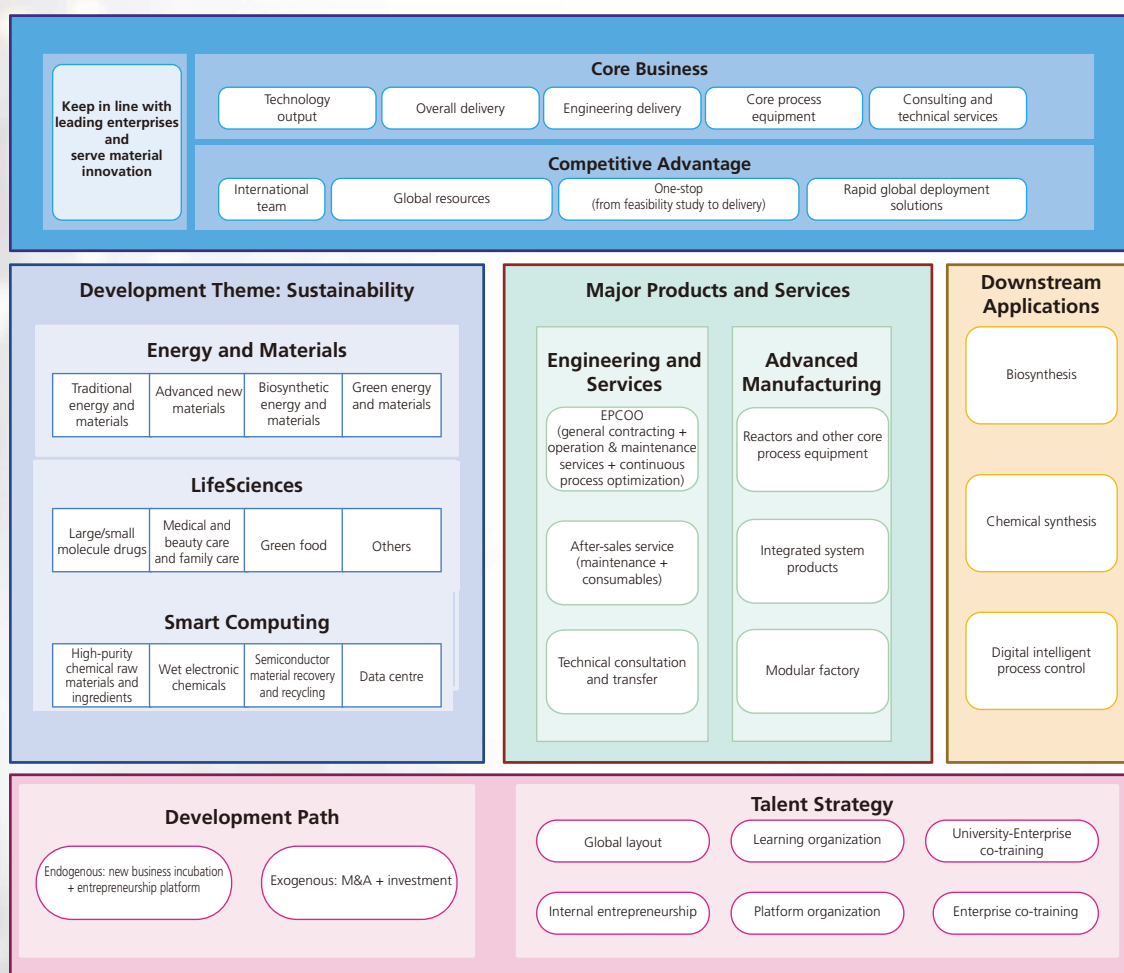 Keep in line with
leading enterprises
and
serve material
innovation
Core Business
Technology
output
Overall delivery
Engineering delivery
Core process
equipment
Consulting and
technical services
Competitive Advantage
International
team
Global resources
One-stop
(from feasibility study to delivery)
Rapid global deployment
solutions
Development Theme: Sustainability
Energy and Materials
Traditional
energy and
materials
Advanced new
materials
Biosynthetic
energy and
materials
Green energy
and materials
LifeSciences
Large/small
molecule drugs
Medical and
beauty care
and family care
Green food
Others
Smart Computing
High-purity
chemical raw
materials and
ingredients
Wet electronic
chemicals
Semiconductor
material recovery
and recycling
Data centre
Major Products and Services
Engineering and
Services
EPCOO
(general contracting +
operation & maintenance
services + continuous
process optimization)
After-sales service
(maintenance +
consumables)
Technical consultation
and transfer
Advanced
Manufacturing
Reactors and other core
process equipment
Integrated system
products
Modular factory
Downstream
Applications
Biosynthesis
Chemical synthesis
Digital intelligent
process control
Development Path
Endogenous: new business incubation
+ entrepreneurship platform
Exogenous: M&A + investment
Talent Strategy
Global layout
Learning organization
University-Enterprise
co-training
Internal entrepreneurship
Platform organization
Enterprise co-training